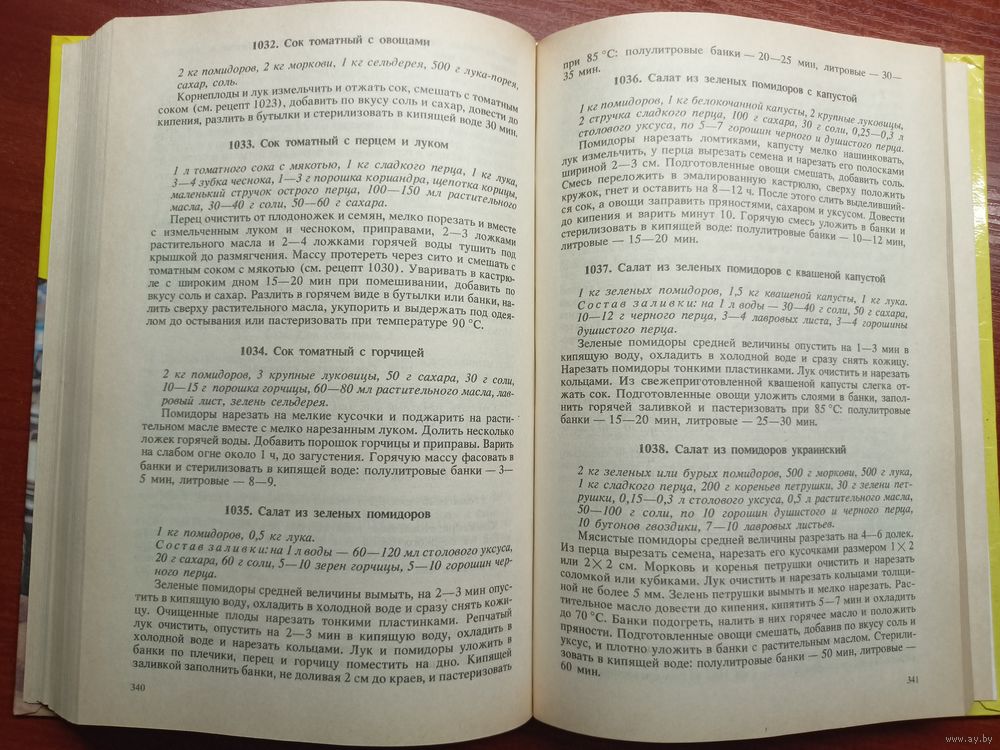 1032. Сок томатный с овощами
2 кг помидоров, 2 кг моркови, 1 кг сельдерея, 500 г лука-порея,
сахар, соль.
Корнеплоды и лук измельчить и отжать сок, смешать с томатным
соком (см. рецепт 1023), добавить по вкусу соль и сахар, довести до
кипения, разлить в бутылки и стерилизовать в кипящей воде 30 мин.
1033. Сок томатный с перцем и луком
1 л томатного сока с мякотью, 1 кг сладкого перца, 1 кг лука,
3—4 зубка чеснока, 1—3 г порошка кориандра, щепотка корицы,
маленький стручок острого перца, 100—150 мл растительного
масла, 30—40 г соли, 50—60 г сахара.
Перец очистить от плодоножек и семян, мелко порезать и вместе
с измельченным луком и чесноком, приправами, 2—3 ложками
растительного масла и 2—4 ложками горячей воды тушить под
крышкой до размягчения. Массу протереть через сито и смешать с
томатным соком с мякотью (см. рецепт 1030). Уваривать в кастрю-
ле с широким дном 15—20 мин при помешивании, добавить по
вкусу соль и сахар. Разлить в горячем виде в бутылки или банки, на-
лить сверху растительного масла, укупорить и выдержать под одея-
лом до остывания или пастеризовать при температуре 90 °С.
1034. Сок томатный с горчицей
2 кг помидоров, 3 крупные луковицы, 50 г сахара, 30 г соли,
10—15 г порошка горчицы, 60—80 мл растительного масла, лав-
ровый лист, зелень сельдерея.
Помидоры нарезать на мелкие кусочки и поджарить на расти-
тельном масле вместе с мелко нарезанным луком. Долить несколько
ложек горячей воды. Добавить порошок горчицы и приправы. Варить
на слабом огне около 1 ч, до загустения. Горячую массу фасовать в
банки и стерилизовать в кипящей воде: полулитровые банки — 3—
5 мин, литровые — 8—9.
1035. Салат из зеленых помидоров
1 кг помидоров, 0,5 кг лука.
Состав заливки: на 1 л воды — 60—120 мл столового уксуса,
20 г сахара, 60 г соли, 5—10 зерен горчицы, 5—10 горошин чер-
ного перца.
Зеленые помидоры средней величины вымыть, на 2—3 мин опус-
тить в кипящую воду, охладить в холодной воде и сразу снять кожи-
цу. Очищенные плоды нарезать тонкими пластинками. Репчатый
лук очистить, опустить на 2—3 мин в кипящую воду, охладить в
холодной воде и нарезать кольцами. Лук и помидоры уложить в
банки по плечики, перец и горчицу поместить на дно. Кипящей
заливкой заполнить банки, не доливая 2 см до краев, и пастеризовать
340
при 85 °С: полулитровые банки — 20—25 мин, литровые — 30—
35 мин.
1036. Салат из зеленых помидоров с капустой
1 кг помидоров, 1 кг белокочанной капусты, 2 крупные луковицы,
2 стручка сладкого перца, 100 г сахара, 30 г соли, 0,25—0,3 л
столового уксуса, по 5—7 горошин черного и душистого перца.
Помидоры нарезать ломтиками, капусту мелко нашинковать,
лук измельчить, у перца вырезать семена и нарезать его полосками
шириной 2—3 см. Подготовленные овощи смешать, добавить соль.
Смесь переложить в эмалированную кастрюлю, сверху положить
кружок, гнет и оставить на 8—12 ч. После этого слить выделивший-
ся сок, а овощи заправить пряностями, сахаром и уксусом. Довести
до кипения и варить минут 10. Горячую смесь уложить в банки и
стерилизовать в кипящей воде: полулитровые банки — 10—12 мин,
литровые — 15—20 мин.
1037. Салат из зеленых помидоров с квашеной капустой
1 кг зеленых помидоров, 1,5 кг квашеной капусты, 1 кг лука.
Состав заливки: на 1 л воды — 30—40 г соли, 50 г сахара,
10—12 г черного перца, 3—4 лавровых листа, 3—4 горошины
душистого перца.
Зеленые помидоры средней величины опустить на 1—3 мин в
кипящую воду, охладить в холодной воде и сразу снять кожицу.
Нарезать помидоры тонкими пластинками. Лук очистить и нарезать
кольцами. Из свежеприготовленной квашеной капусты слегка от-
жать сок. Подготовленные овощи уложить слоями в банки, запол-
нить горячей заливкой и пастеризовать при 85 °С: полулитровые
банки — 15—20 мин, литровые — 25—30 мин.
1038. Салат из помидоров украинский
2 кг зеленых или бурых помидоров, 500 г моркови, 500 г лука,
1 кг сладкого перца, 200 г кореньев петрушки, 30 г зелени пет-
рушки, 0,15—0,3 л столового уксуса, 0,5 л растительного масла,
50—100 г соли, по 10 горошин душистого и черного перца,
10 бутонов гвоздики, 7—10 лавровых листьев.
Мясистые помидоры средней величины разрезать на 4—6 долек.
Из перца вырезать семена, нарезать его кусочками размером 1×2
или 2×2 см. Морковь и коренья петрушки очистить и нарезать
соломкой или кубиками. Лук очистить и нарезать кольцами толщи-
ной не более 5 мм. Зелень петрушки вымыть и мелко нарезать. Рас-
тительное масло довести до кипения, кипятить 5—7 мин и охладить
до 70 °С. Банки подогреть, налить в них горячее масло и положить
пряности. Подготовленные овощи смешать, добавив по вкусу соль и
уксус, и плотно уложить в банки с растительным маслом. Стерили-
зовать в кипящей воде: полулитровые банки — 50 мин, литровые —
60 мин.
341
www.ay.by